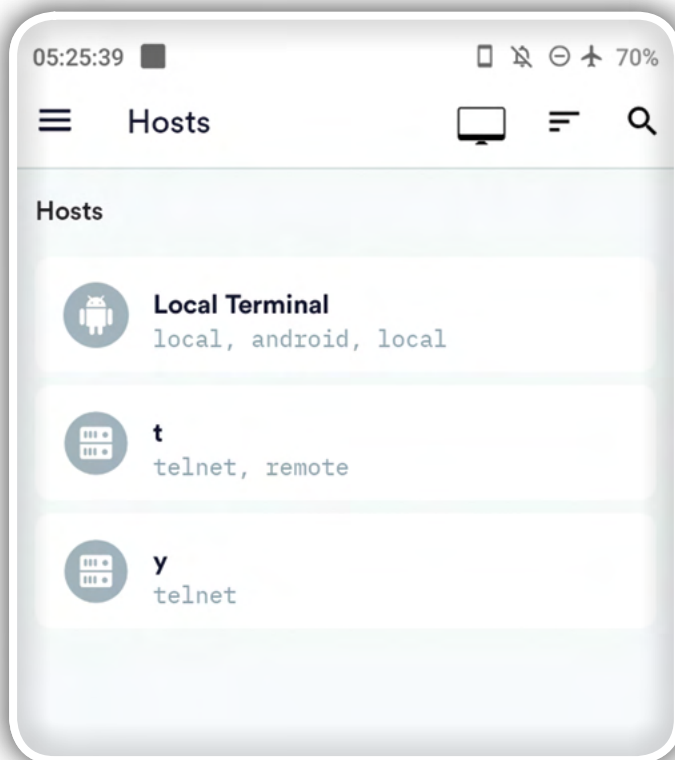 05:25:39 70%
Hosts
Hosts
Local Terminal
local, android, local
t
telnet, remote
y
telnet